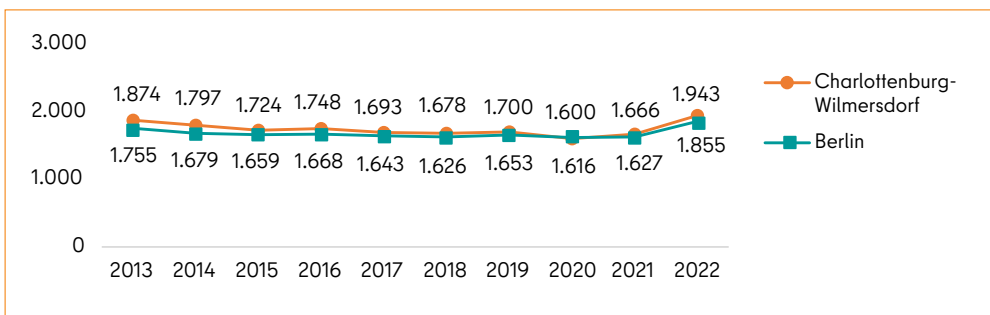 3.000
2.000
1.000
0
1.874 1.797 1.724 1.748 1.693 1.678 1.700 1.600 1.666 1.943
1.755 1.679 1.659 1.668 1.643 1.626 1.653 1.616 1.627 1.855
2013 2014 2015 2016 2017 2018 2019 2020 2021 2022
Charlottenburg-
Wilmersdorf
Berlin